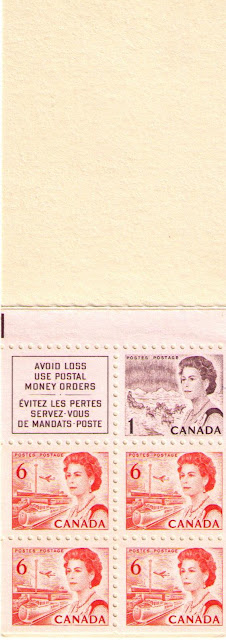 AVOID LOSS
USE POSTAL
MONEY ORDERS
ÉVITEZ LES PERTES
SERVEZ-VOUS
DE MANDATS-POSTE
POSTES POSTAGE
1 CANADA
POSTES POSTAGE
6
CANADA
POSTES POSTAGE
6
CANADA
POSTES POSTAGE
6
CANADA
POSTES POSTAGE
6
CANADA